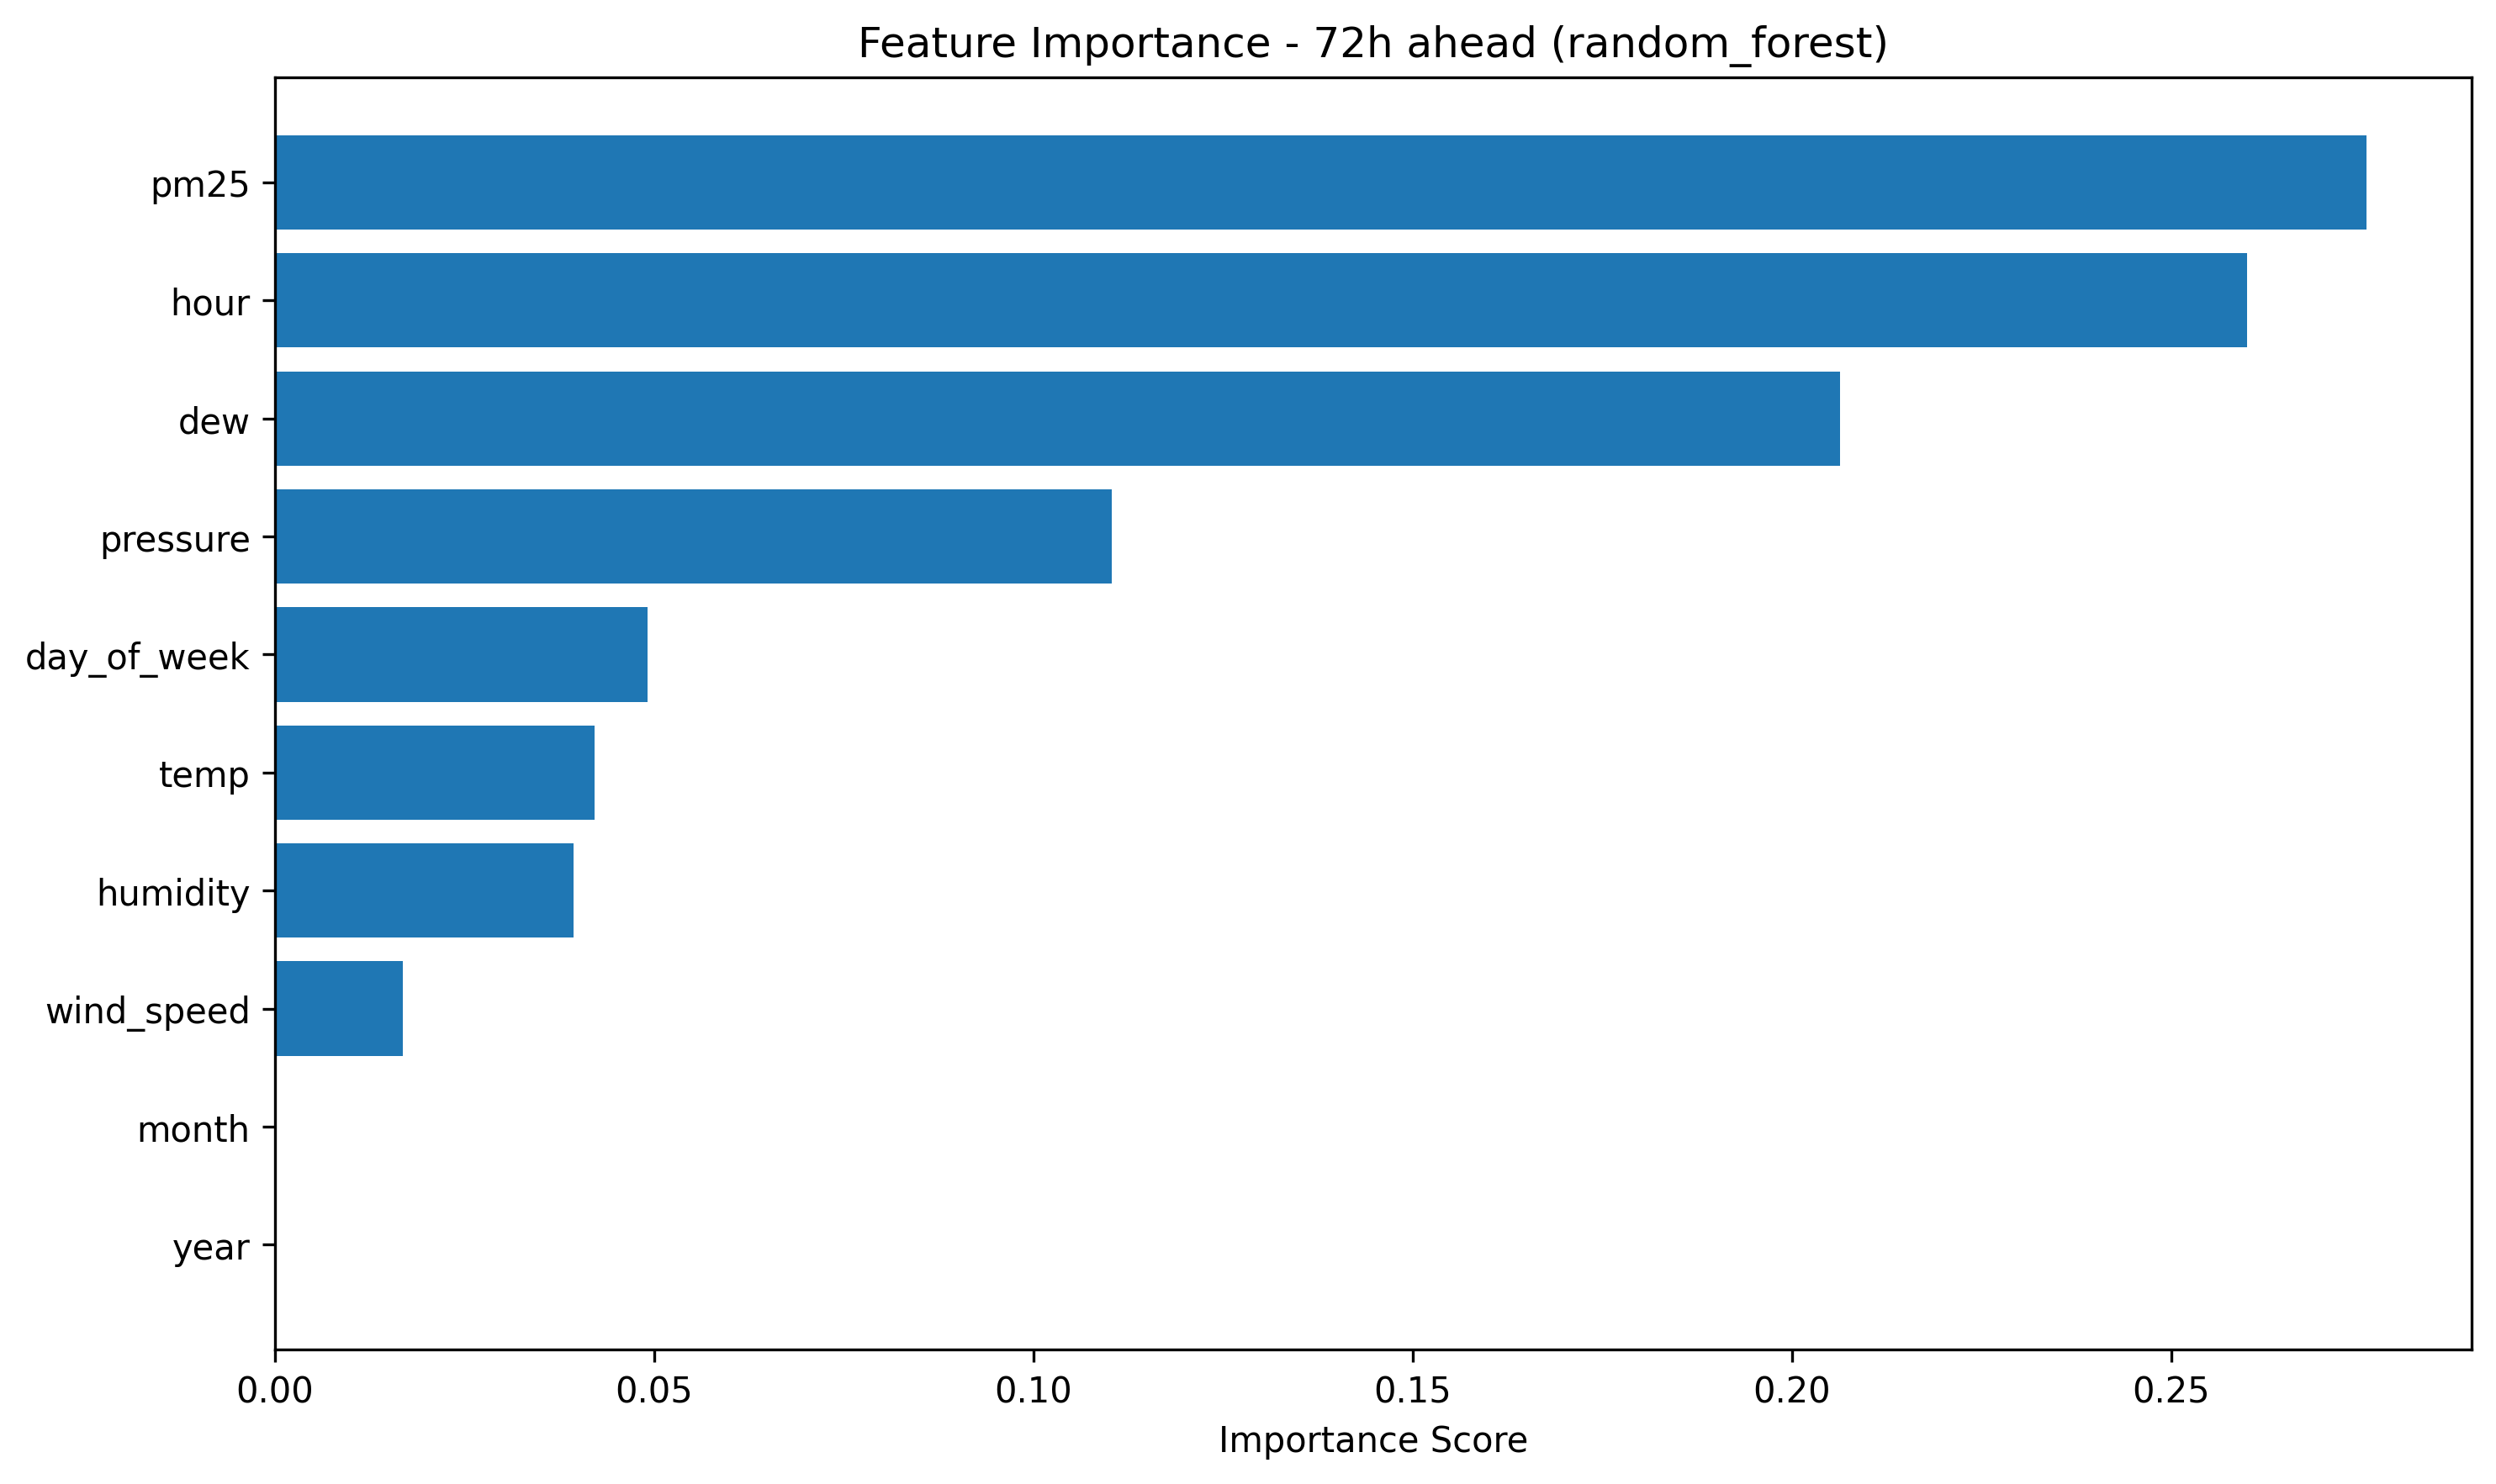 Feature Importance - 72h ahead (random_forest)
pm25
hour
dew
pressure
day_of_week
temp
humidity
wind_speed
month
year
0.00 0.05 0.10 0.15 0.20 0.25
Importance Score